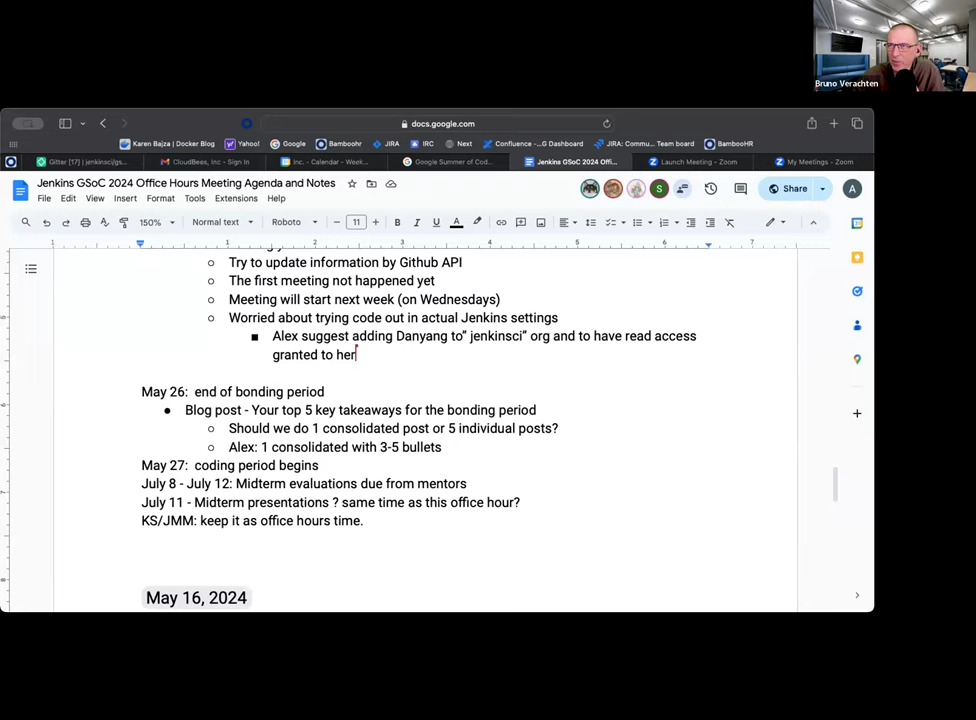 Bruno Verachten
docs.google.com
Karen Bajza | Docker Blog
Yahoo!
Google
Bamboohr
JIRA
IRC
Next
Confluence -...G Dashboard
JIRA: Commu... Team board
BambooHR
Gitter [17] | jenkinsci/gs...
CloudBees, Inc - Sign In
Inc. - Calendar - Week...
Google Summer of Cod...
Jenkins GSoC 2024 Offi...
Launch Meeting - Zoom
My Meetings - Zoom
Jenkins GSoC 2024 Office Hours Meeting Agenda and Notes
S
Share
A
File Edit View Insert Format Tools Extensions Help
150% Normal text Roboto 11 B I U A
1 1 2 3 4 5 6 7
Try to update information by Github API
The first meeting not happened yet
Meeting will start next week (on Wednesdays)
Worried about trying code out in actual Jenkins settings
Alex suggest adding Danyang to” jenkinsci” org and to have read access
granted to her
May 26: end of bonding period
Blog post - Your top 5 key takeaways for the bonding period
Should we do 1 consolidated post or 5 individual posts?
Alex: 1 consolidated with 3-5 bullets
May 27: coding period begins
July 8 - July 12: Midterm evaluations due from mentors
July 11 - Midterm presentations ? same time as this office hour?
KS/JMM: keep it as office hours time.
May 16, 2024